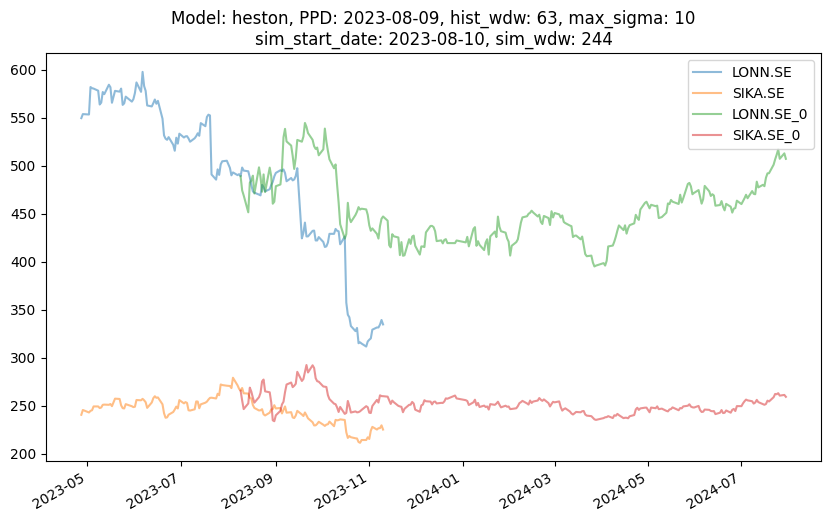 Model: heston, PPD: 2023-08-09, hist_wdw: 63, max_sigma: 10
sim_start_date: 2023-08-10, sim_wdw: 244
LONN.SE
SIKA.SE
LONN.SE_0
SIKA.SE_0
600
550
500
450
400
350
300
250
200
2023-05
2023-07
2023-09
2023-11
2024-01
2024-03
2024-05
2024-07